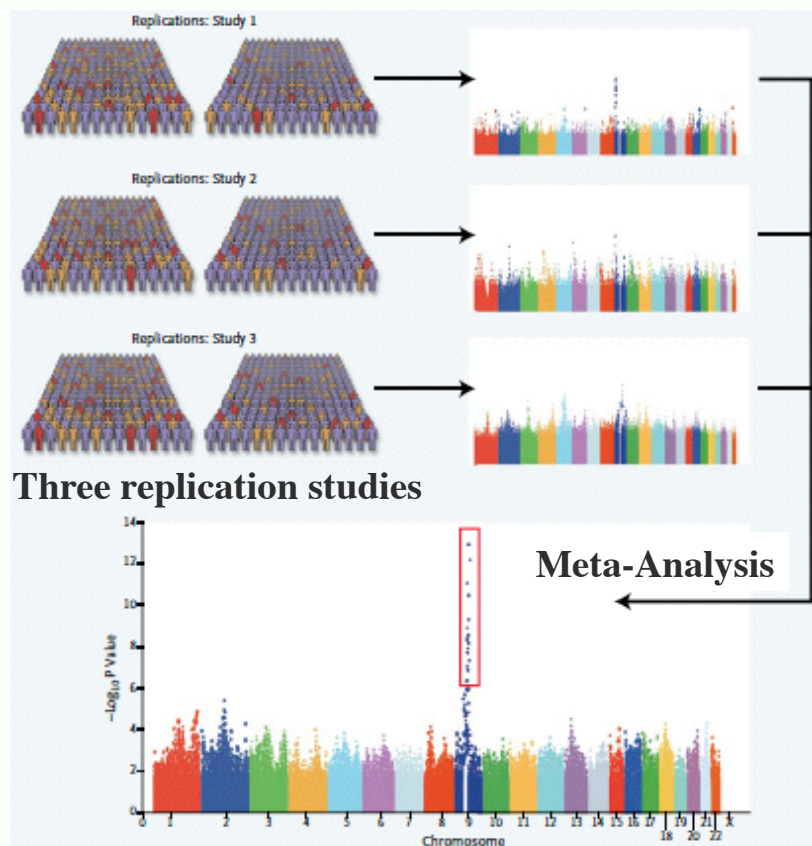 Replications: Study 1
Replications: Study 2
Replications: Study 3
Three replication studies
Meta-Analysis
14
12
10
8
6
4
2
0
−Log10 P Value
0 1 2 3 4 5 6 7 8 9 10 11 12 13 14 15 16 17 18 19 20 21 22 X
Chromosome